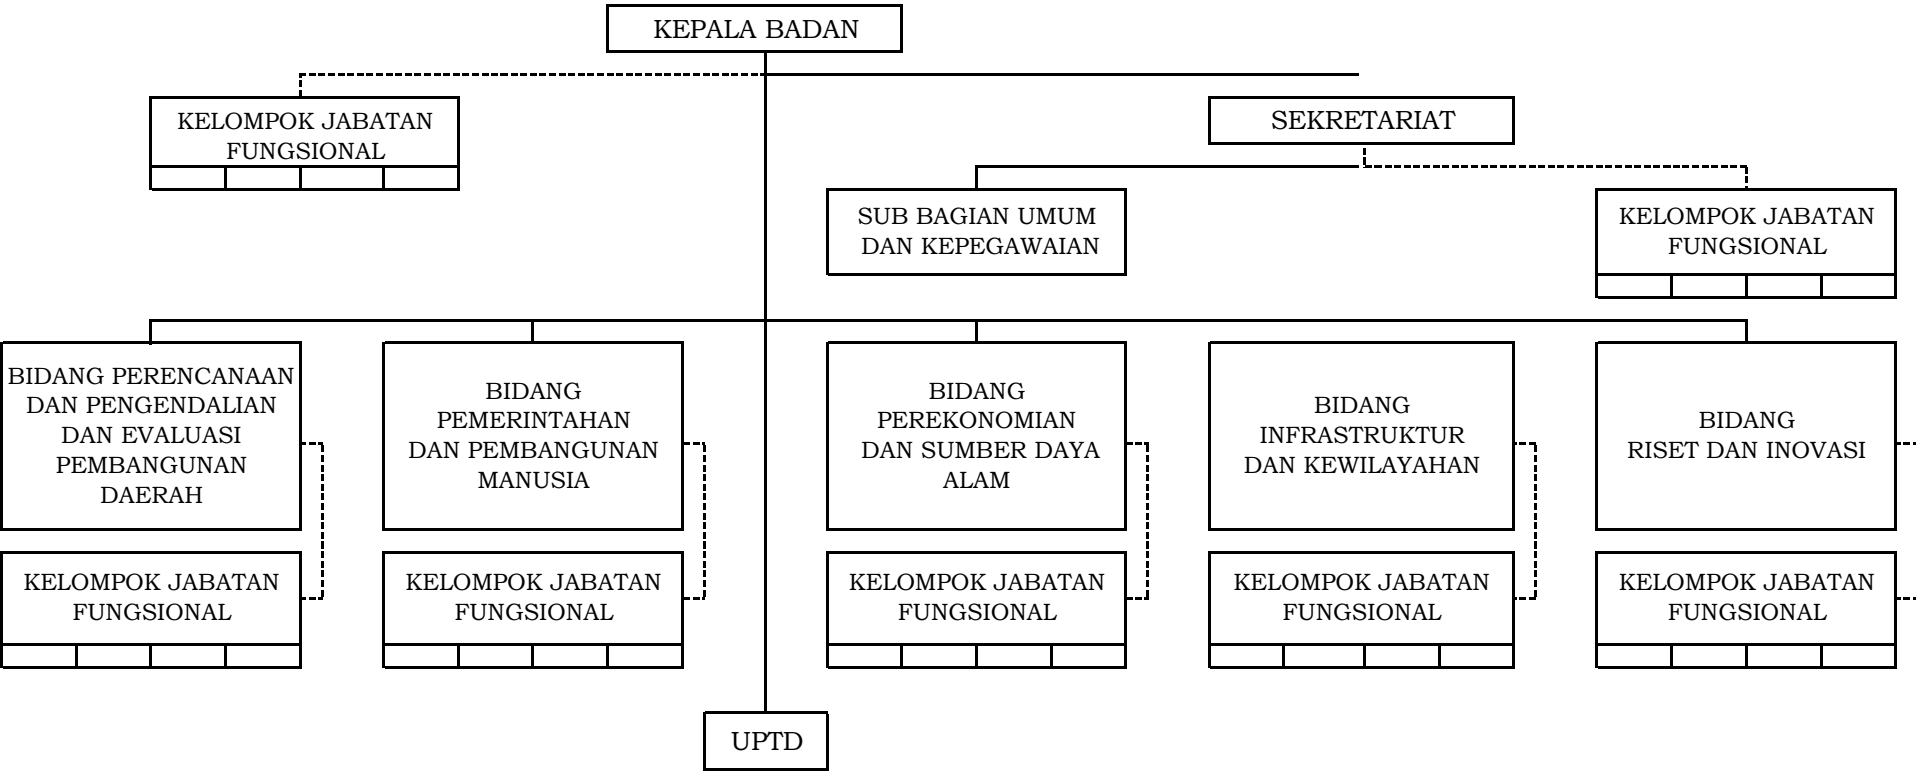 KEPALA BADAN
KELOMPOK JABATAN
FUNGSIONAL
SEKRETARIAT
SUB BAGIAN UMUM
DAN KEPEGAWAIAN
KELOMPOK JABATAN
FUNGSIONAL
BIDANG PERENCANAAN
DAN PENGENDALIAN
DAN EVALUASI
PEMBANGUNAN
DAERAH
BIDANG
PEMERINTAHAN
DAN PEMBANGUNAN
MANUSIA
BIDANG
PEREKONOMIAN
DAN SUMBER DAYA
ALAM
BIDANG
INFRASTRUKTUR
DAN KEWILAYAHAN
BIDANG
RISET DAN INOVASI
KELOMPOK JABATAN
FUNGSIONAL
KELOMPOK JABATAN
FUNGSIONAL
KELOMPOK JABATAN
FUNGSIONAL
KELOMPOK JABATAN
FUNGSIONAL
KELOMPOK JABATAN
FUNGSIONAL
UPTD